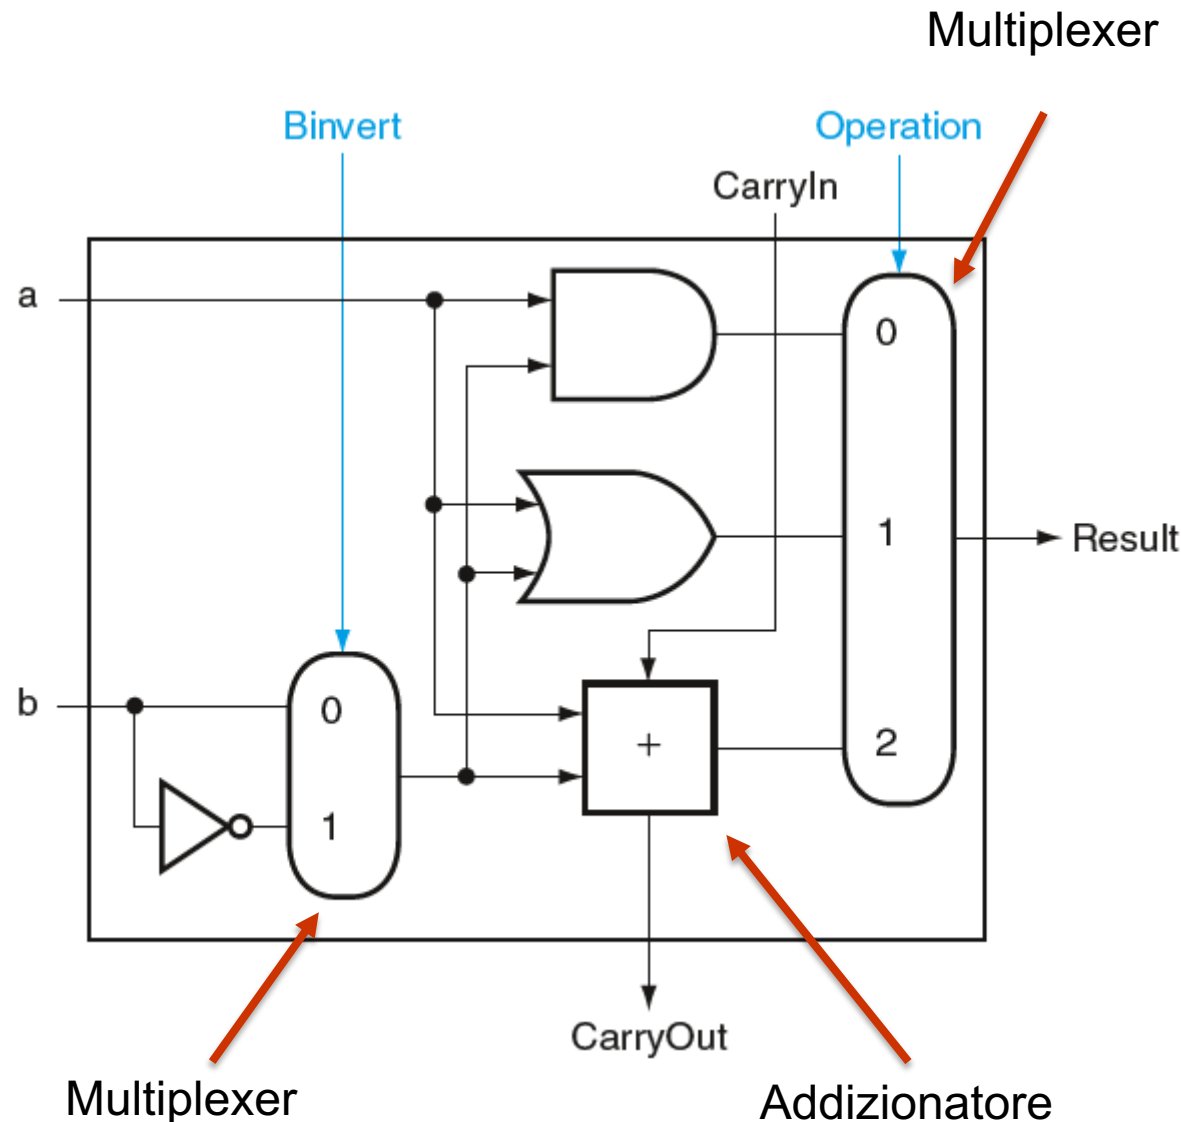 Multiplexer
Binvert
Operation
CarryIn
a
0
1
Result
b
0
2
+
1
CarryOut
Multiplexer
Addizionatore